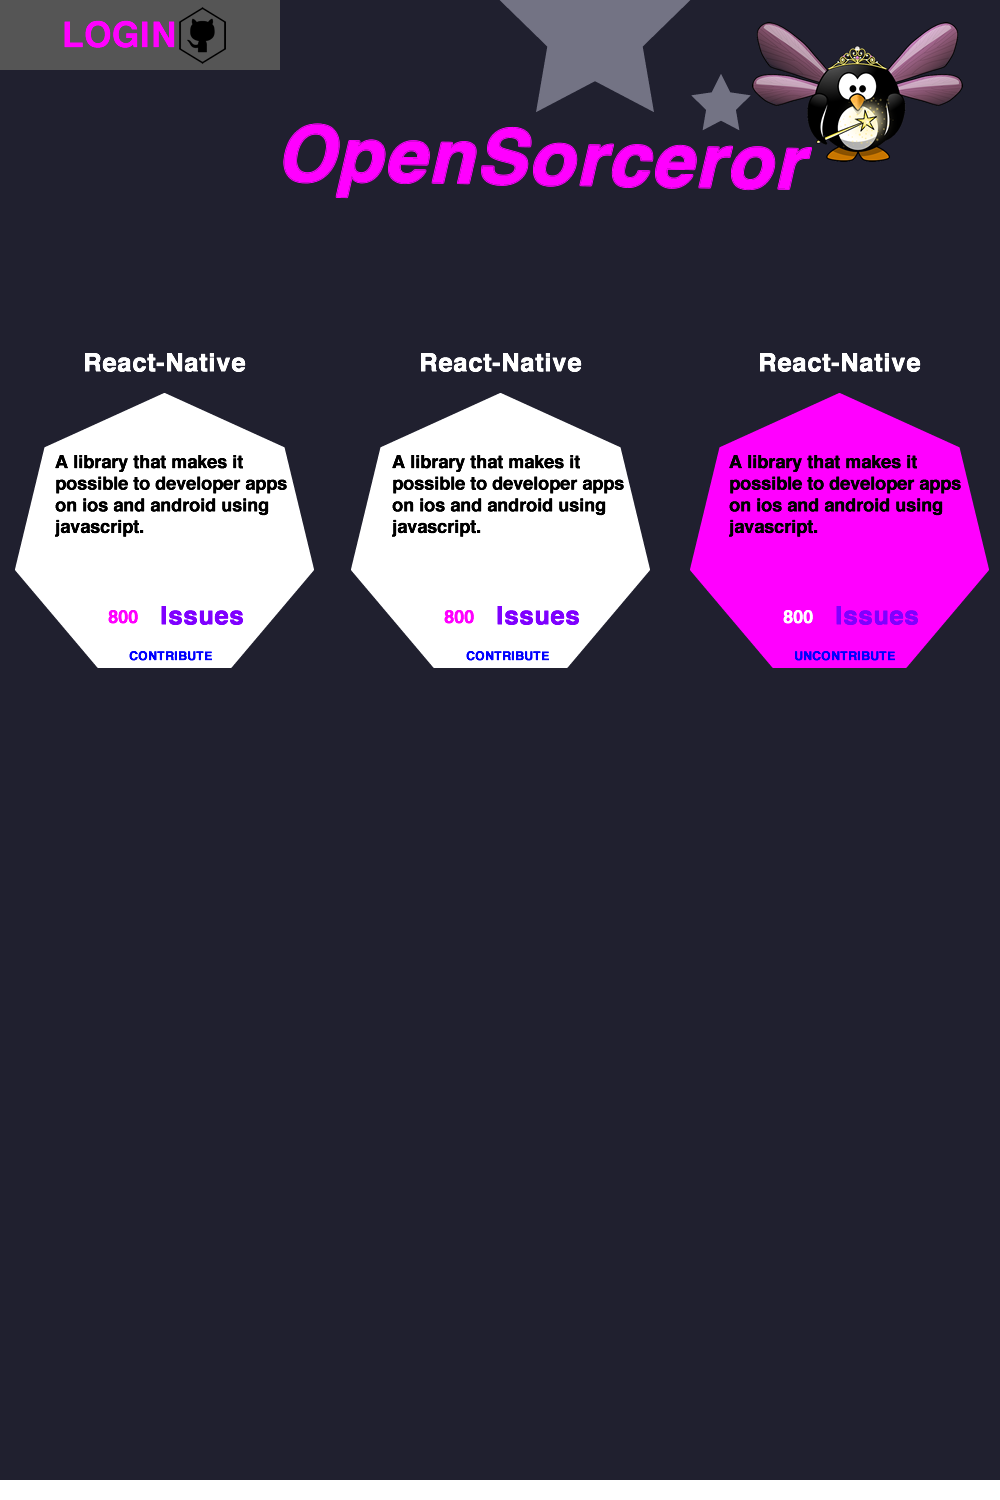 LOGIN
OpenSorceror
React-Native
A library that makes it
possible to developer apps
on ios and android using
javascript.
800 Issues
CONTRIBUTE
React-Native
A library that makes it
possible to developer apps
on ios and android using
javascript.
800 Issues
CONTRIBUTE
React-Native
A library that makes it
possible to developer apps
on ios and android using
javascript.
800 Issues
UNCONTRIBUTE